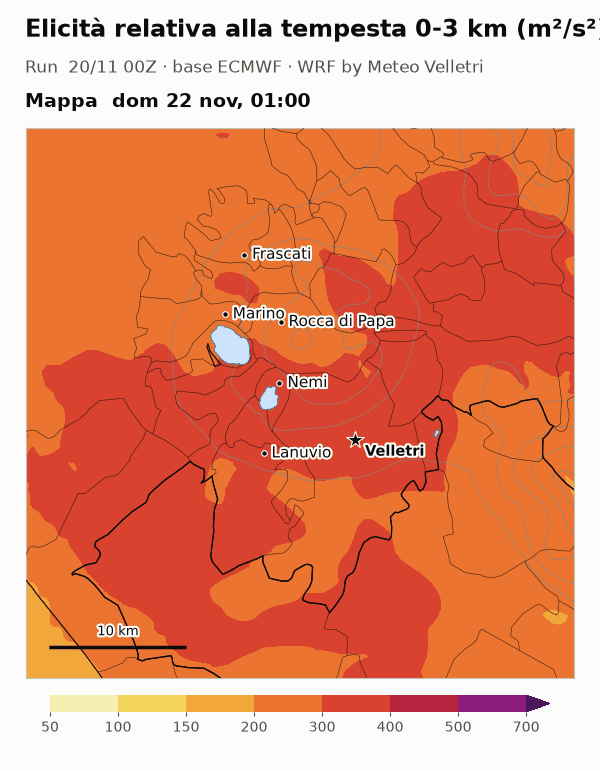 Elicità relativa alla tempesta 0-3 km (m²/s²)
Run  20/11 00Z · base ECMWF · WRF by Meteo Velletri
Mappa  dom 22 nov, 01:00
Frascati
Marino
Rocca di Papa
Nemi
Lanuvio
Velletri
10 km
50 100 150 200 300 400 500 700